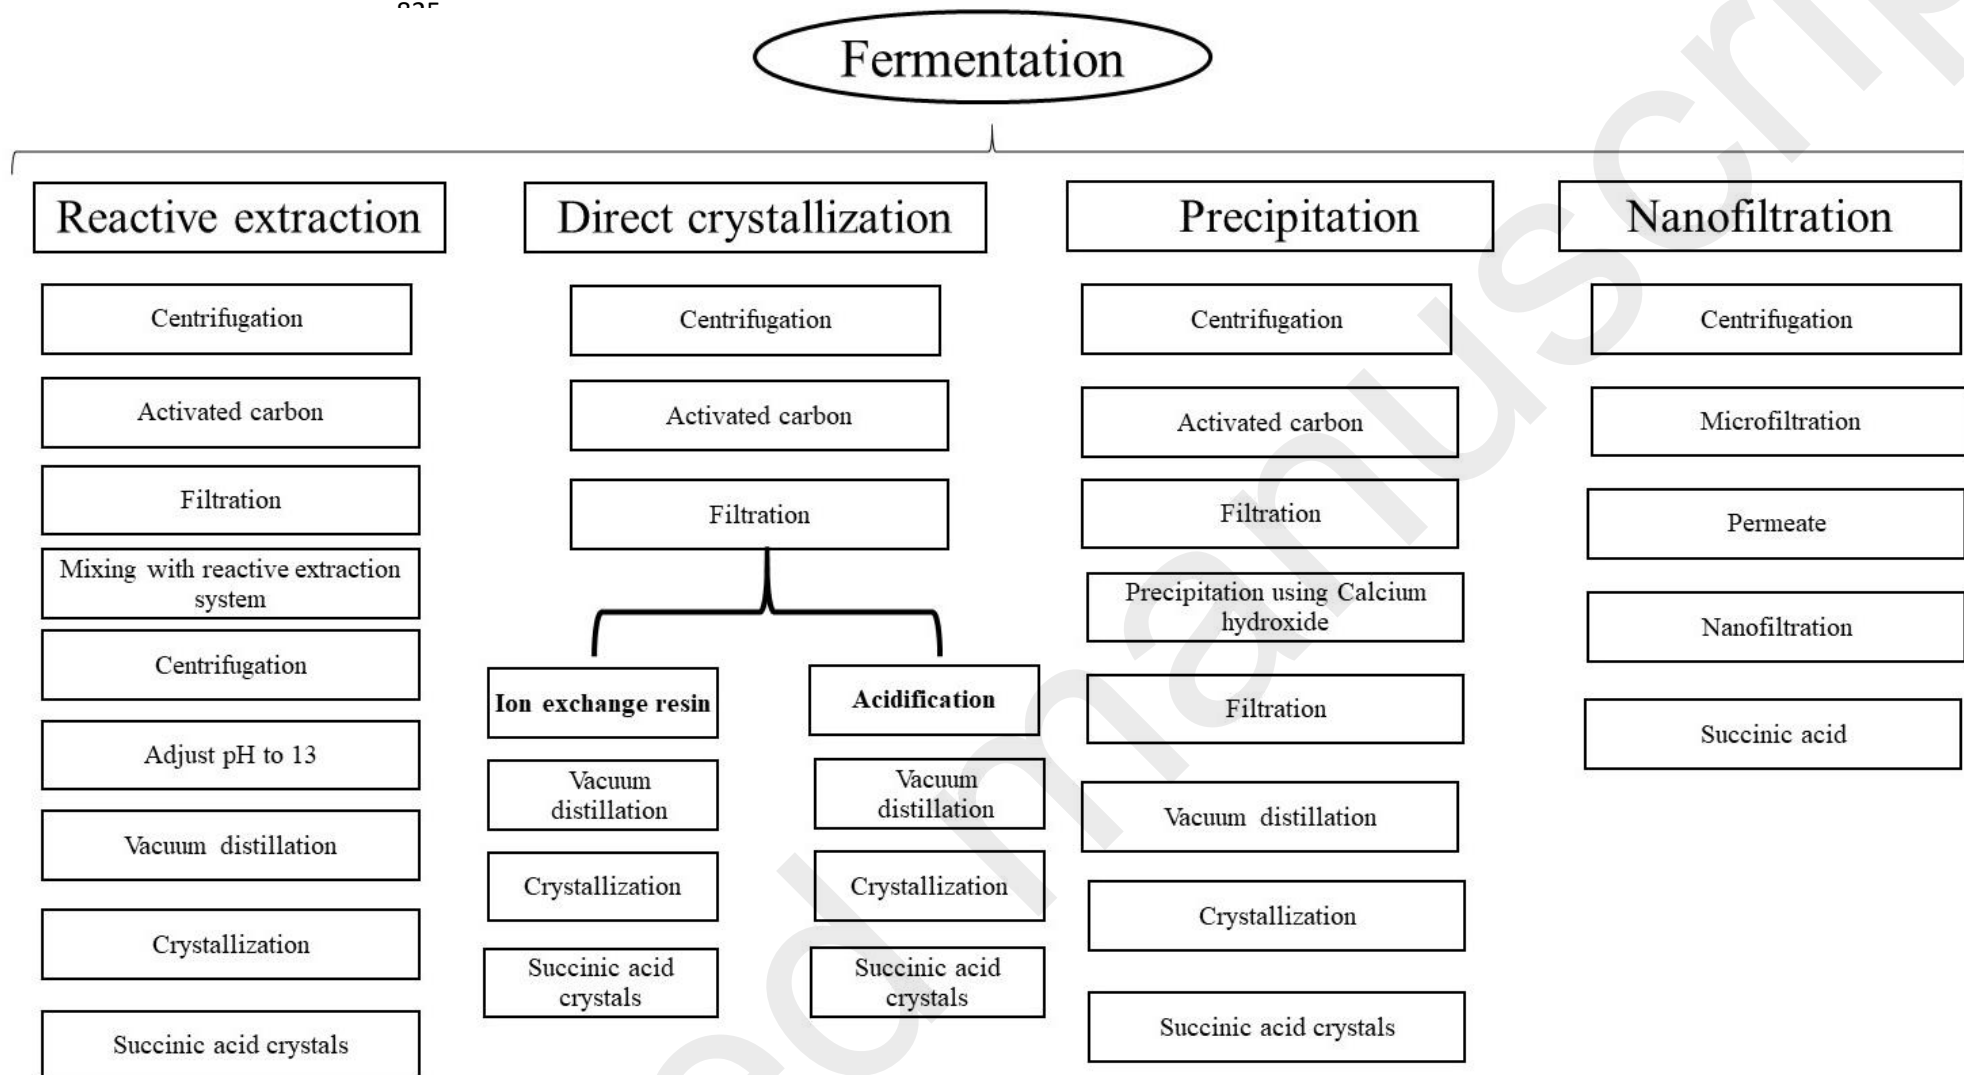 Fermentation
Reactive extraction
Centrifugation
Activated carbon
Filtration
Mixing with reactive extraction
system
Centrifugation
Adjust pH to 13
Vacuum distillation
Crystallization
Succinic acid crystals
Direct crystallization
Centrifugation
Activated carbon
Filtration
Ion exchange resin
Vacuum
distillation
Crystallization
Succinic acid
crystals
Acidification
Vacuum
distillation
Crystallization
Succinic acid
crystals
Precipitation
Centrifugation
Activated carbon
Filtration
Precipitation using Calcium
hydroxide
Filtration
Vacuum distillation
Crystallization
Succinic acid crystals
Nanofiltration
Centrifugation
Microfiltration
Permeate
Nanofiltration
Succinic acid